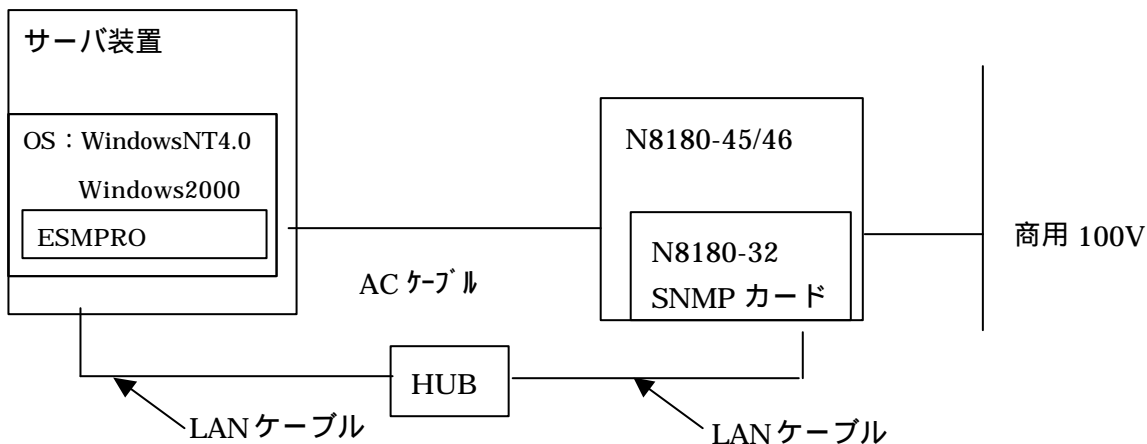 サーバ装置
OS：WindowsNT4.0
Windows2000
ESMPRO
AC ｹｰﾌﾞﾙ
N8180-45/46
N8180-32
SNMP カード
商用 100V
HUB
LANケーブル
LANケーブル